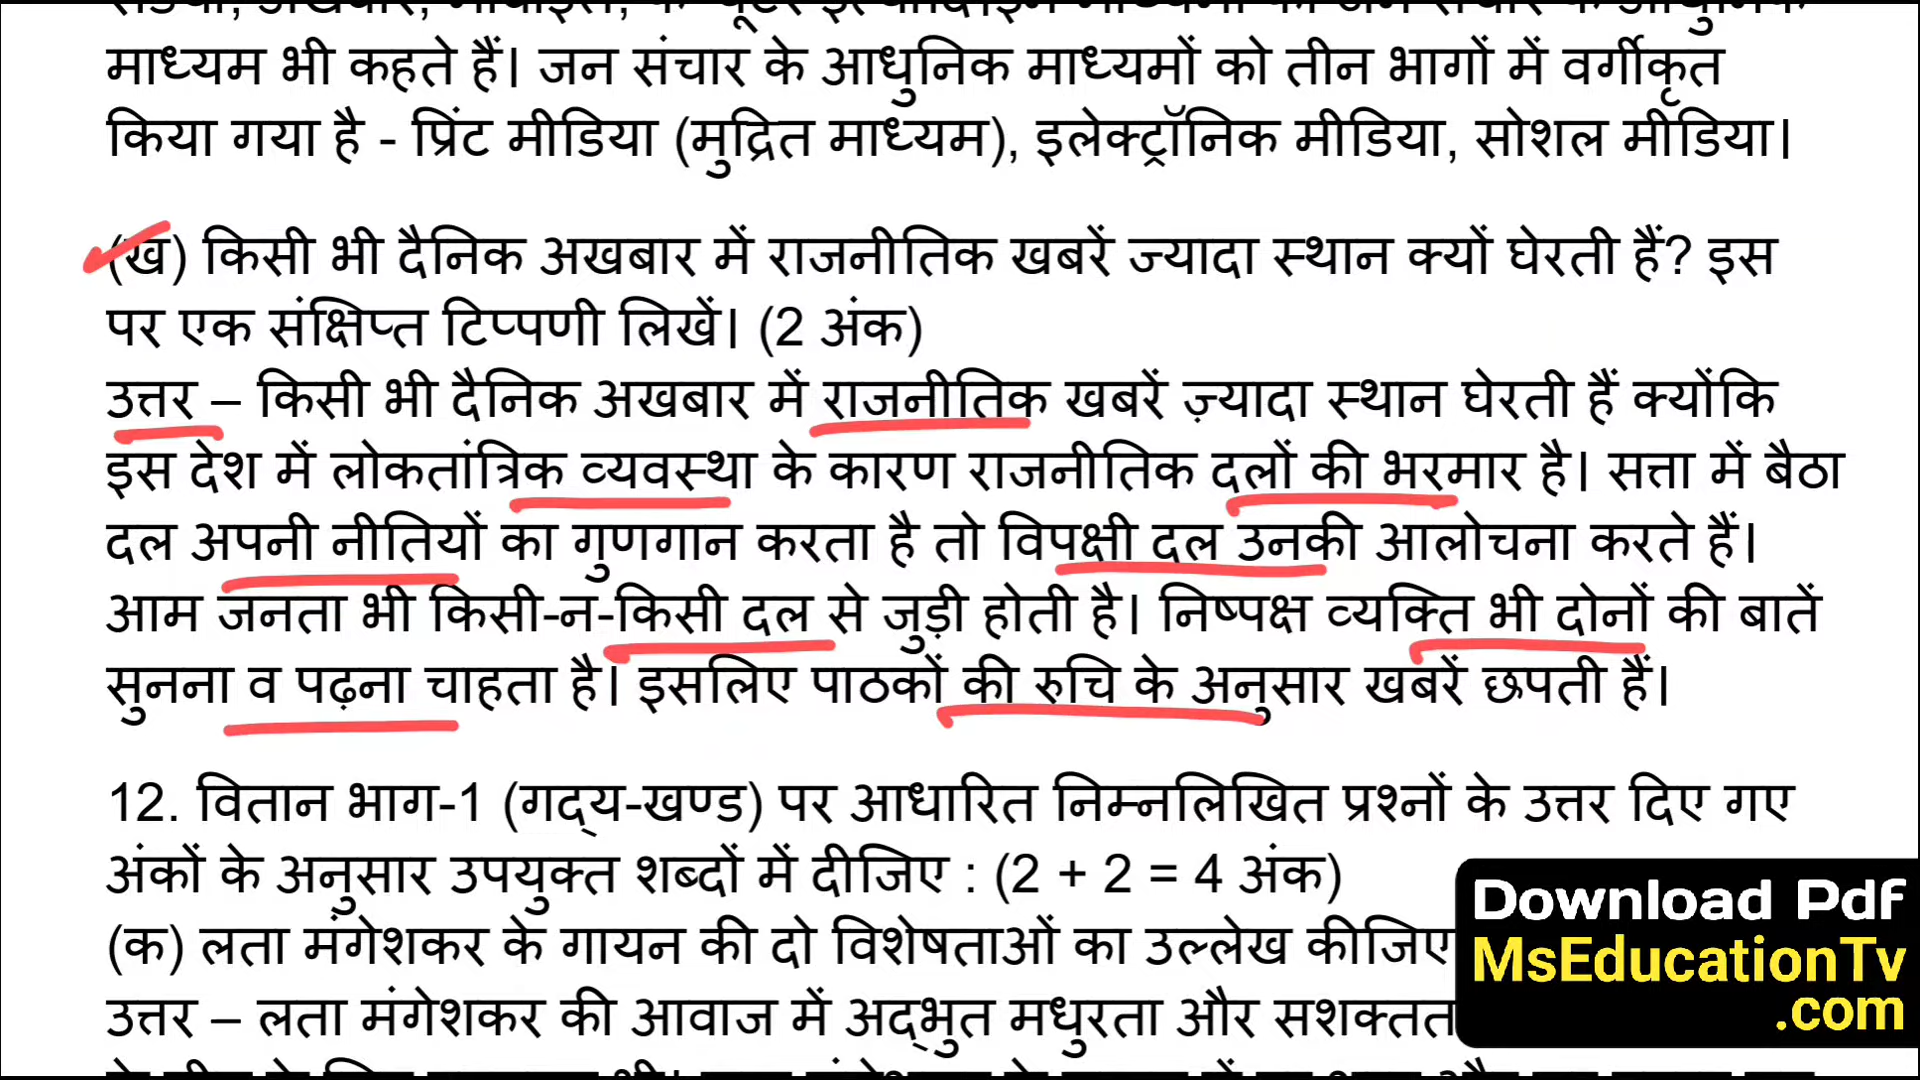 माध्यम भी कहते हैं। जन संचार के आधुनिक माध्यमों को तीन भागों में वर्गीकृत
किया गया है - प्रिंट मीडिया (मुद्रित माध्यम), इलेक्ट्रॉनिक मीडिया, सोशल मीडिया।
(ख) किसी भी दैनिक अखबार में राजनीतिक खबरें ज्यादा स्थान क्यों घेरती हैं? इस
पर एक संक्षिप्त टिप्पणी लिखें। (2 अंक)
उत्तर – किसी भी दैनिक अखबार में राजनीतिक खबरें ज़्यादा स्थान घेरती हैं क्योंकि
इस देश में लोकतांत्रिक व्यवस्था के कारण राजनीतिक दलों की भरमार है। सत्ता में बैठा
दल अपनी नीतियों का गुणगान करता है तो विपक्षी दल उनकी आलोचना करते हैं।
आम जनता भी किसी-न-किसी दल से जुड़ी होती है। निष्पक्ष व्यक्ति भी दोनों की बातें
सुनना व पढ़ना चाहता है। इसलिए पाठकों की रुचि के अनुसार खबरें छपती हैं।
12. वितान भाग-1 (गद्‌य-खण्ड) पर आधारित निम्नलिखित प्रश्नों के उत्तर दिए गए
अंकों के अनुसार उपयुक्त शब्दों में दीजिए : (2 + 2 = 4 अंक)
(क) लता मंगेशकर के गायन की दो विशेषताओं का उल्लेख कीजिए
उत्तर – लता मंगेशकर की आवाज में अद्‌भुत मधुरता और सशक्तत
Download Pdf
MsEducationTv
.com